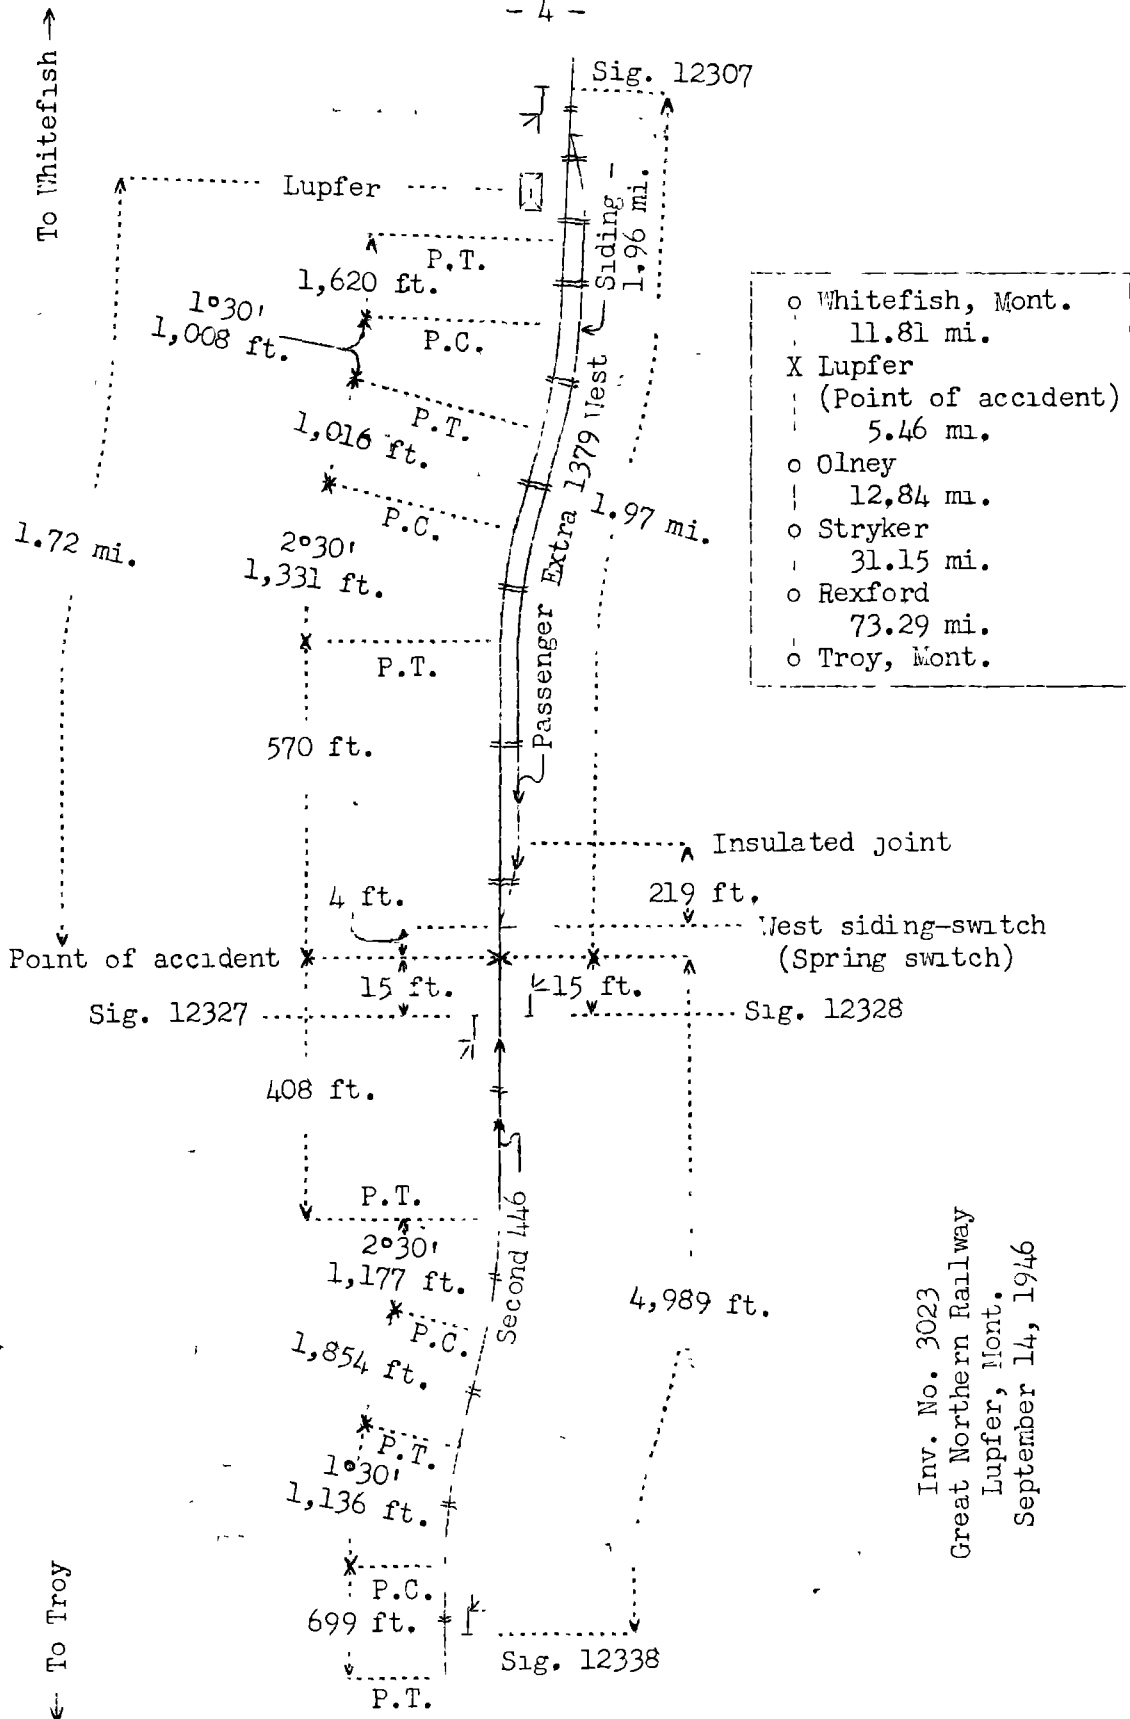 - 4 -
To Whitefish →
Sig. 12307
Lupfer
Siding -
1.96 mi.
P.T.
1,620 ft.
1°30'
1,008 ft.
P.C.
P.T.
1,016 ft.
P.C.
Passenger Extra 1379 West
1.97 mi.
1.72 mi.
2°30'
1,331 ft.
P.T.
570 ft.
o Whitefish, Mont.
11.81 mi.
X Lupfer
(Point of accident)
5.46 mi.
o Olney
12.84 mi.
o Stryker
31.15 mi.
o Rexford
73.29 mi.
o Troy, Mont.
Insulated joint
219 ft.
4 ft.
West siding-switch
(Spring switch)
Point of accident
15 ft.
15 ft.
Sig. 12327
Sig. 12328
408 ft.
P.T.
2°30'
1,177 ft.
P.C.
Second 446
4,989 ft.
1,854 ft.
P.T.
1°30'
1,136 ft.
P.C.
699 ft.
Sig. 12338
P.T.
← To Troy
Inv. No. 3023
Great Northern Railway
Lupfer, Mont.
September 14, 1946